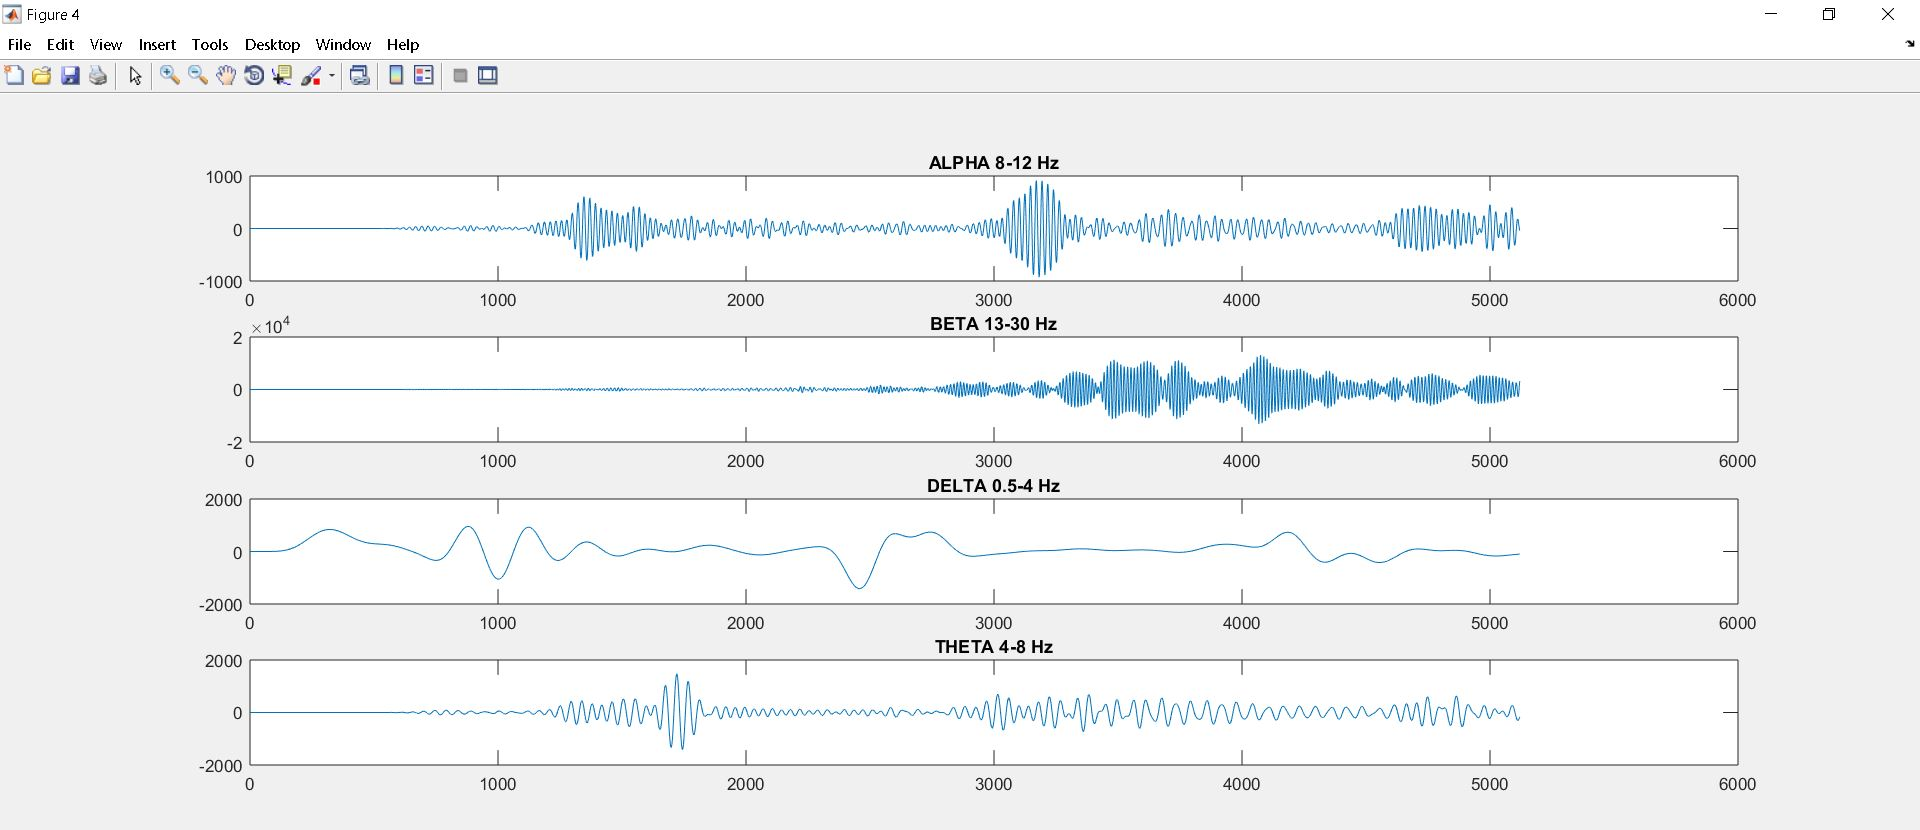 Figure 4
File Edit View Insert Tools Desktop Window Help
ALPHA 8-12 Hz
1000
0
-1000
0 1000 2000 3000 4000 5000 6000
BETA 13-30 Hz
×10^4
2
0
-2
0 1000 2000 3000 4000 5000 6000
DELTA 0.5-4 Hz
2000
0
-2000
0 1000 2000 3000 4000 5000 6000
THETA 4-8 Hz
2000
0
-2000
0 1000 2000 3000 4000 5000 6000